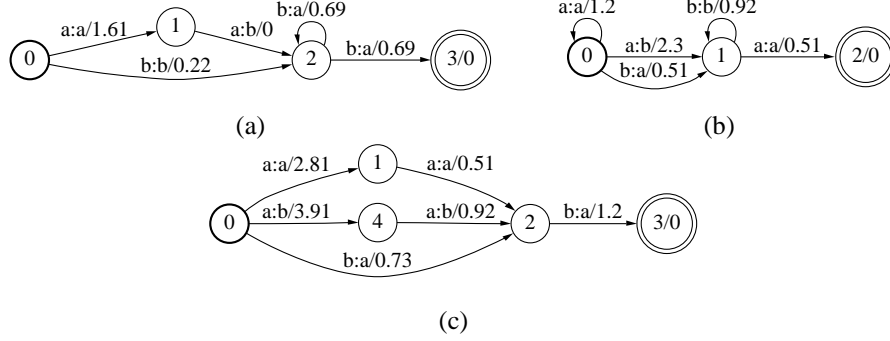 a:a/1.61
a:b/0
b:a/0.69
b:b/0.22
b:a/0.69
0
1
2
3/0
(a)
a:a/1.2
b:b/0.92
a:b/2.3
b:a/0.51
a:a/0.51
0
1
2/0
(b)
a:a/2.81
a:a/0.51
a:b/3.91
a:b/0.92
b:a/1.2
b:a/0.73
0
1
4
2
3/0
(c)